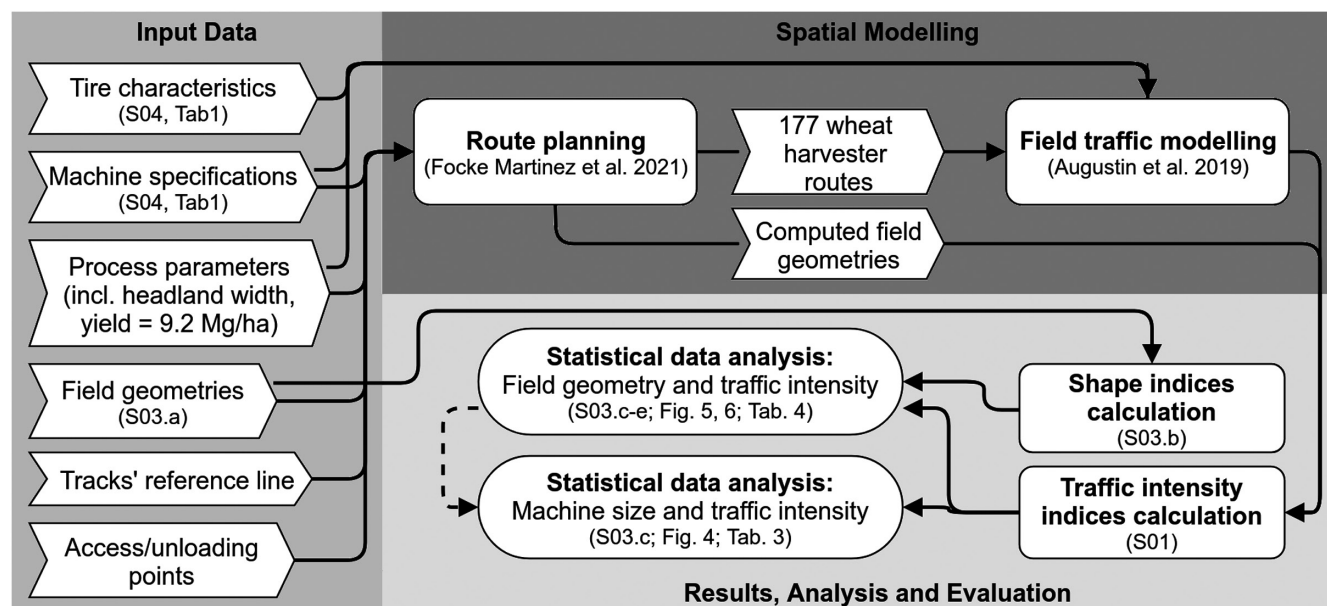 Input Data
Tire characteristics
(S04, Tab1)
Machine specifications
(S04, Tab1)
Process parameters
(incl. headland width,
yield = 9.2 Mg/ha)
Field geometries
(S03.a)
Tracks' reference line
Access/unloading
points
Spatial Modelling
Route planning
(Focke Martinez et al. 2021)
177 wheat
harvester
routes
Field traffic modelling
(Augustin et al. 2019)
Computed field
geometries
Statistical data analysis:
Field geometry and traffic intensity
(S03.c-e; Fig. 5, 6; Tab. 4)
Shape indices
calculation
(S03.b)
Statistical data analysis:
Machine size and traffic intensity
(S03.c; Fig. 4; Tab. 3)
Traffic intensity
indices calculation
(S01)
Results, Analysis and Evaluation